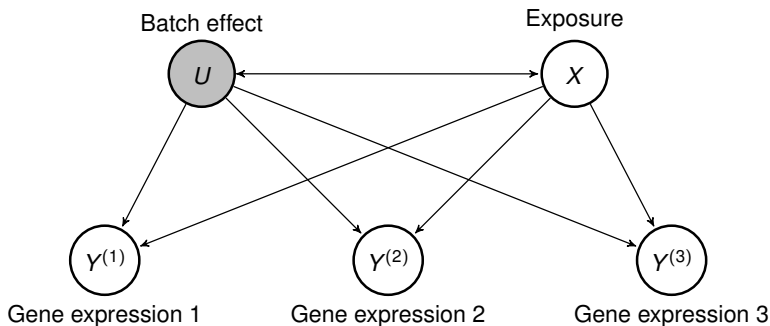 Batch effect
Exposure
U
X
Y(1)
Y(2)
Y(3)
Gene expression 1
Gene expression 2
Gene expression 3